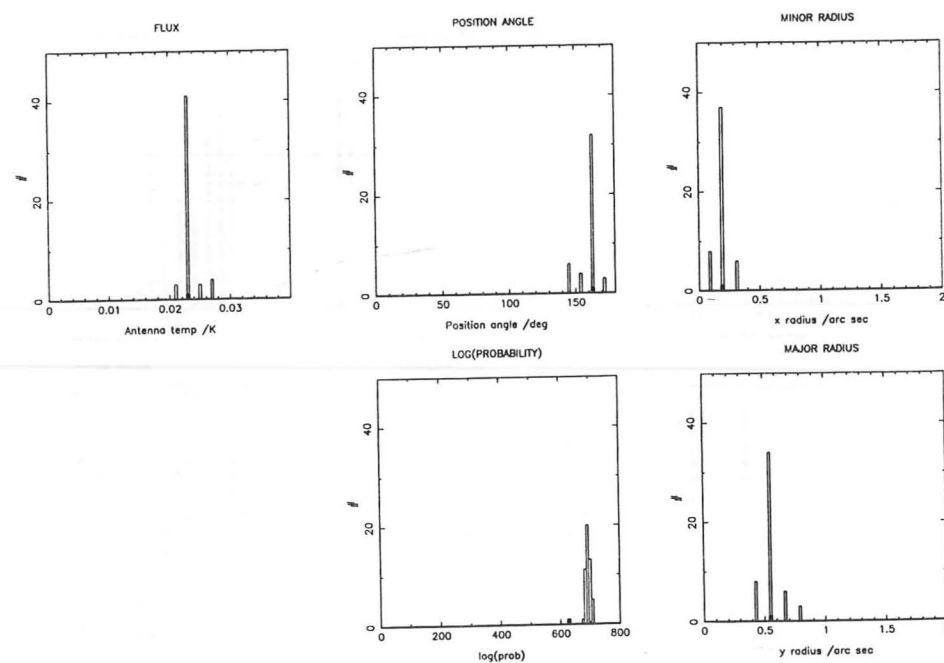 FLUX
#
0 20 40
0 0.01 0.02 0.03
Antenna temp /K
POSITION ANGLE
#
0 20 40
0 50 100 150
Position angle /deg
MINOR RADIUS
#
0 20 40
0 0.5 1 1.5 2
x radius /arc sec
LOG(PROBABILITY)
#
0 20 40
0 200 400 600 800
log(prob)
MAJOR RADIUS
#
0 20 40
0 0.5 1 1.5 2
y radius /arc sec